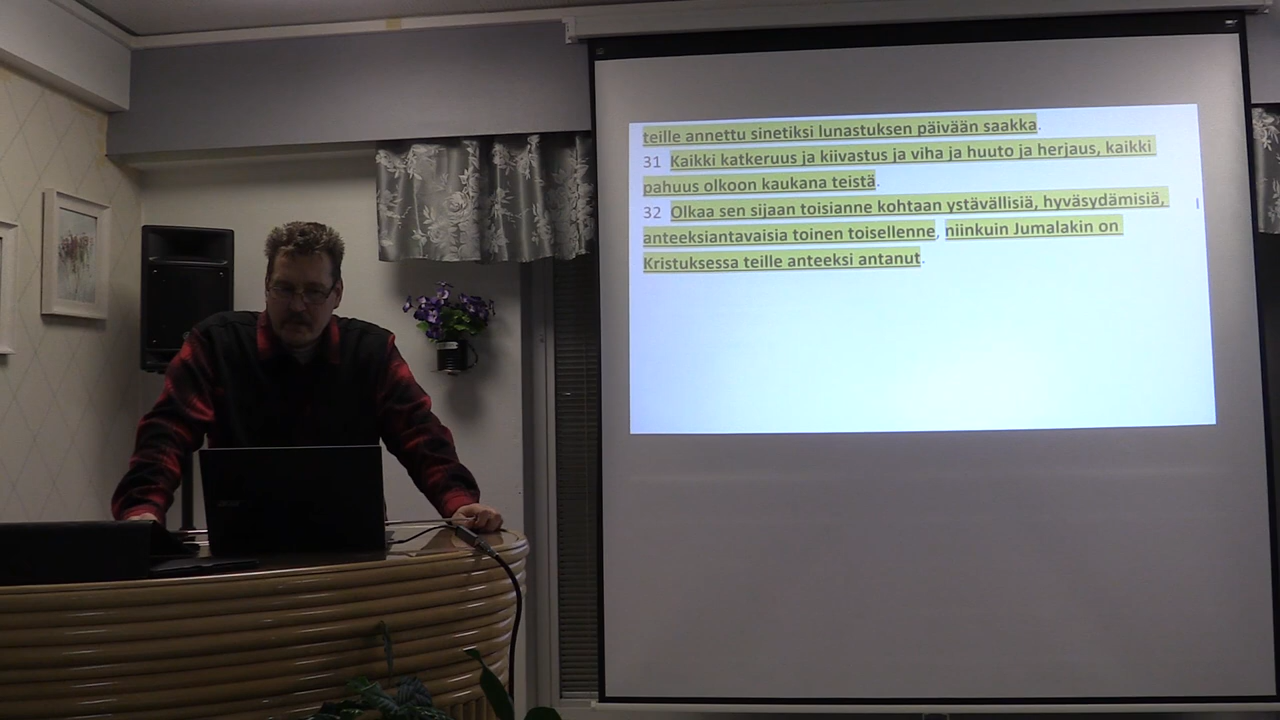 teille annettu sinetiksi lunastuksen päivään saakka.
31 Kaikki katkeruus ja kiivastus ja viha ja huuto ja herjaus, kaikki
pahuus olkoon kaukana teistä.
32 Olkaa sen sijaan toisianne kohtaan ystävällisiä, hyväsydämisiä,
anteeksiantavaisia toinen toisellenne, niinkuin Jumalakin on
Kristuksessa teille anteeksi antanut.
acer